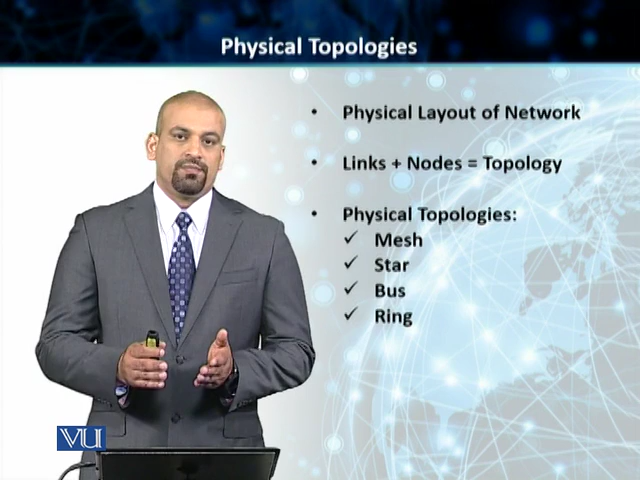 Physical Topologies
• Physical Layout of Network
• Links + Nodes = Topology
• Physical Topologies:
✓ Mesh
✓ Star
✓ Bus
✓ Ring
VU